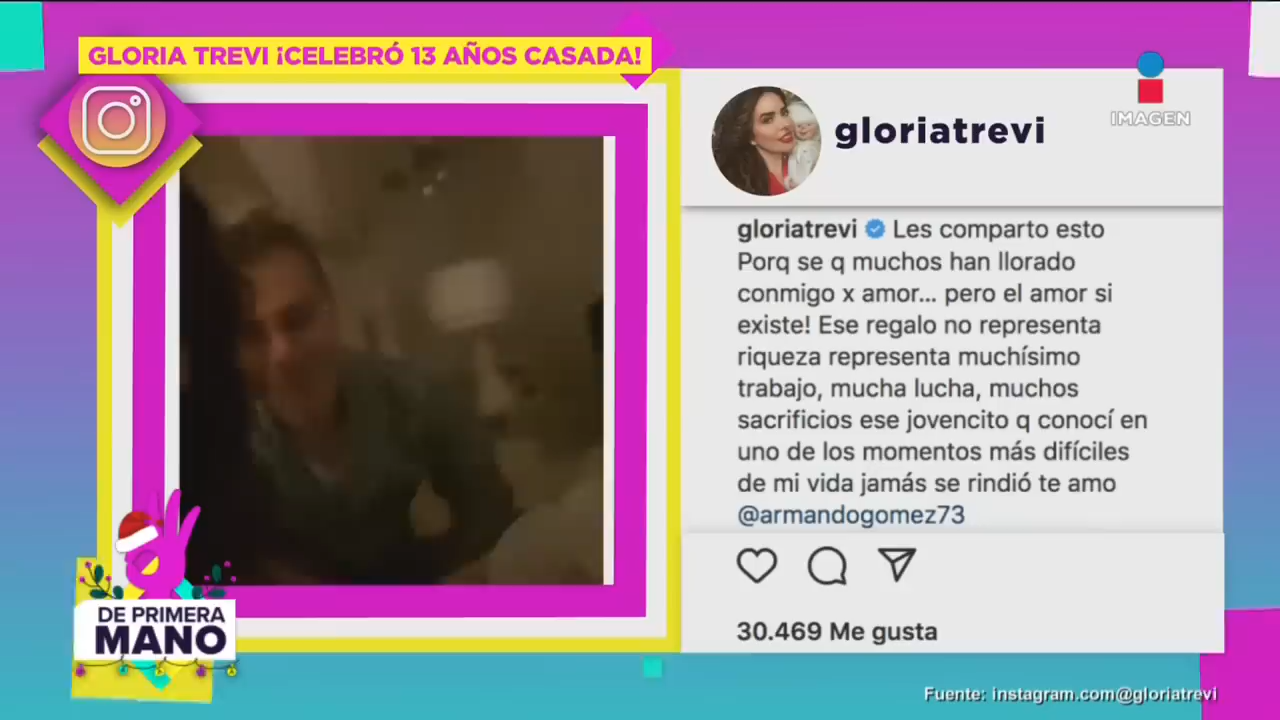 GLORIA TREVI ¡CELEBRÓ 13 AÑOS CASADA!
IMAGEN
gloriatrevi
gloriatrevi Les comparto esto
Porq se q muchos han llorado
conmigo x amor... pero el amor si
existe! Ese regalo no representa
riqueza representa muchísimo
trabajo, mucha lucha, muchos
sacrificios ese jovencito q conocí en
uno de los momentos más difíciles
de mi vida jamás se rindió te amo
@armandogomez73
30.469 Me gusta
DE PRIMERA
MANO
Fuente: instagram.com@gloriatrevi